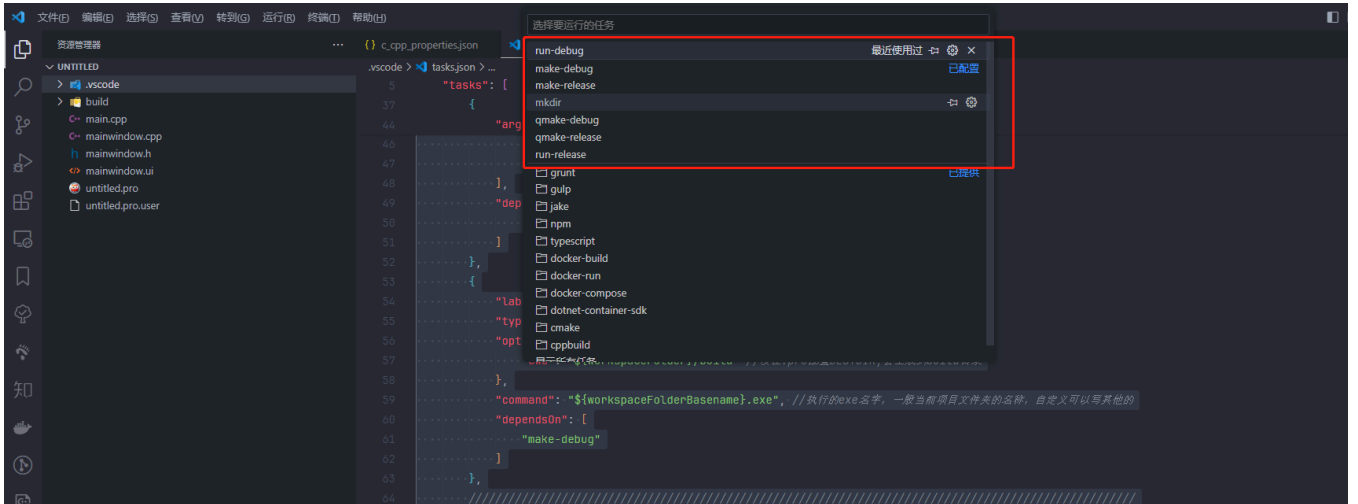 文件(F) 编辑(E) 选择(S) 查看(V) 转到(G) 运行(R) 终端(T) 帮助(H)
选择要运行的任务
run-debug 最近使用过
make-debug 已配置
make-release
mkdir
qmake-debug
qmake-release
run-release
grunt 已提供
gulp
jake
npm
typescript
docker-build
docker-run
docker-compose
dotnet-container-sdk
cmake
cppbuild
显示所有任务
资源管理器 ...
UNTITLED
.vscode
build
main.cpp
mainwindow.cpp
mainwindow.h
mainwindow.ui
untitled.pro
untitled.pro.user
知
{} c_cpp_properties.json
.vscode > tasks.json > ...
5 "tasks": [
37 {
44 "arg
46
47
48 ],
49 "dep
50
51 ]
52 },
53 {
54 "lab
55 "typ
56 "opt
57
58 },
59 "command": "${workspaceFolderBasename}.exe", //执行的exe名字，一般当前项目文件夹的名称，自定义可以写其他的
60 "dependsOn": [
61 "make-debug"
62 ]
63 },
64